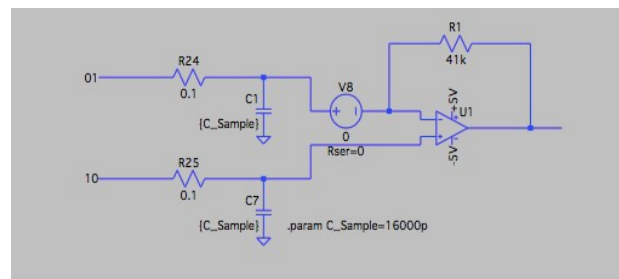 R1
41k
R24
01
0.1
C1
{C_Sample}
V8
0
Rser=0
+5V
U1
-5V
R25
10
0.1
C7
{C_Sample}
.param C_Sample=16000p